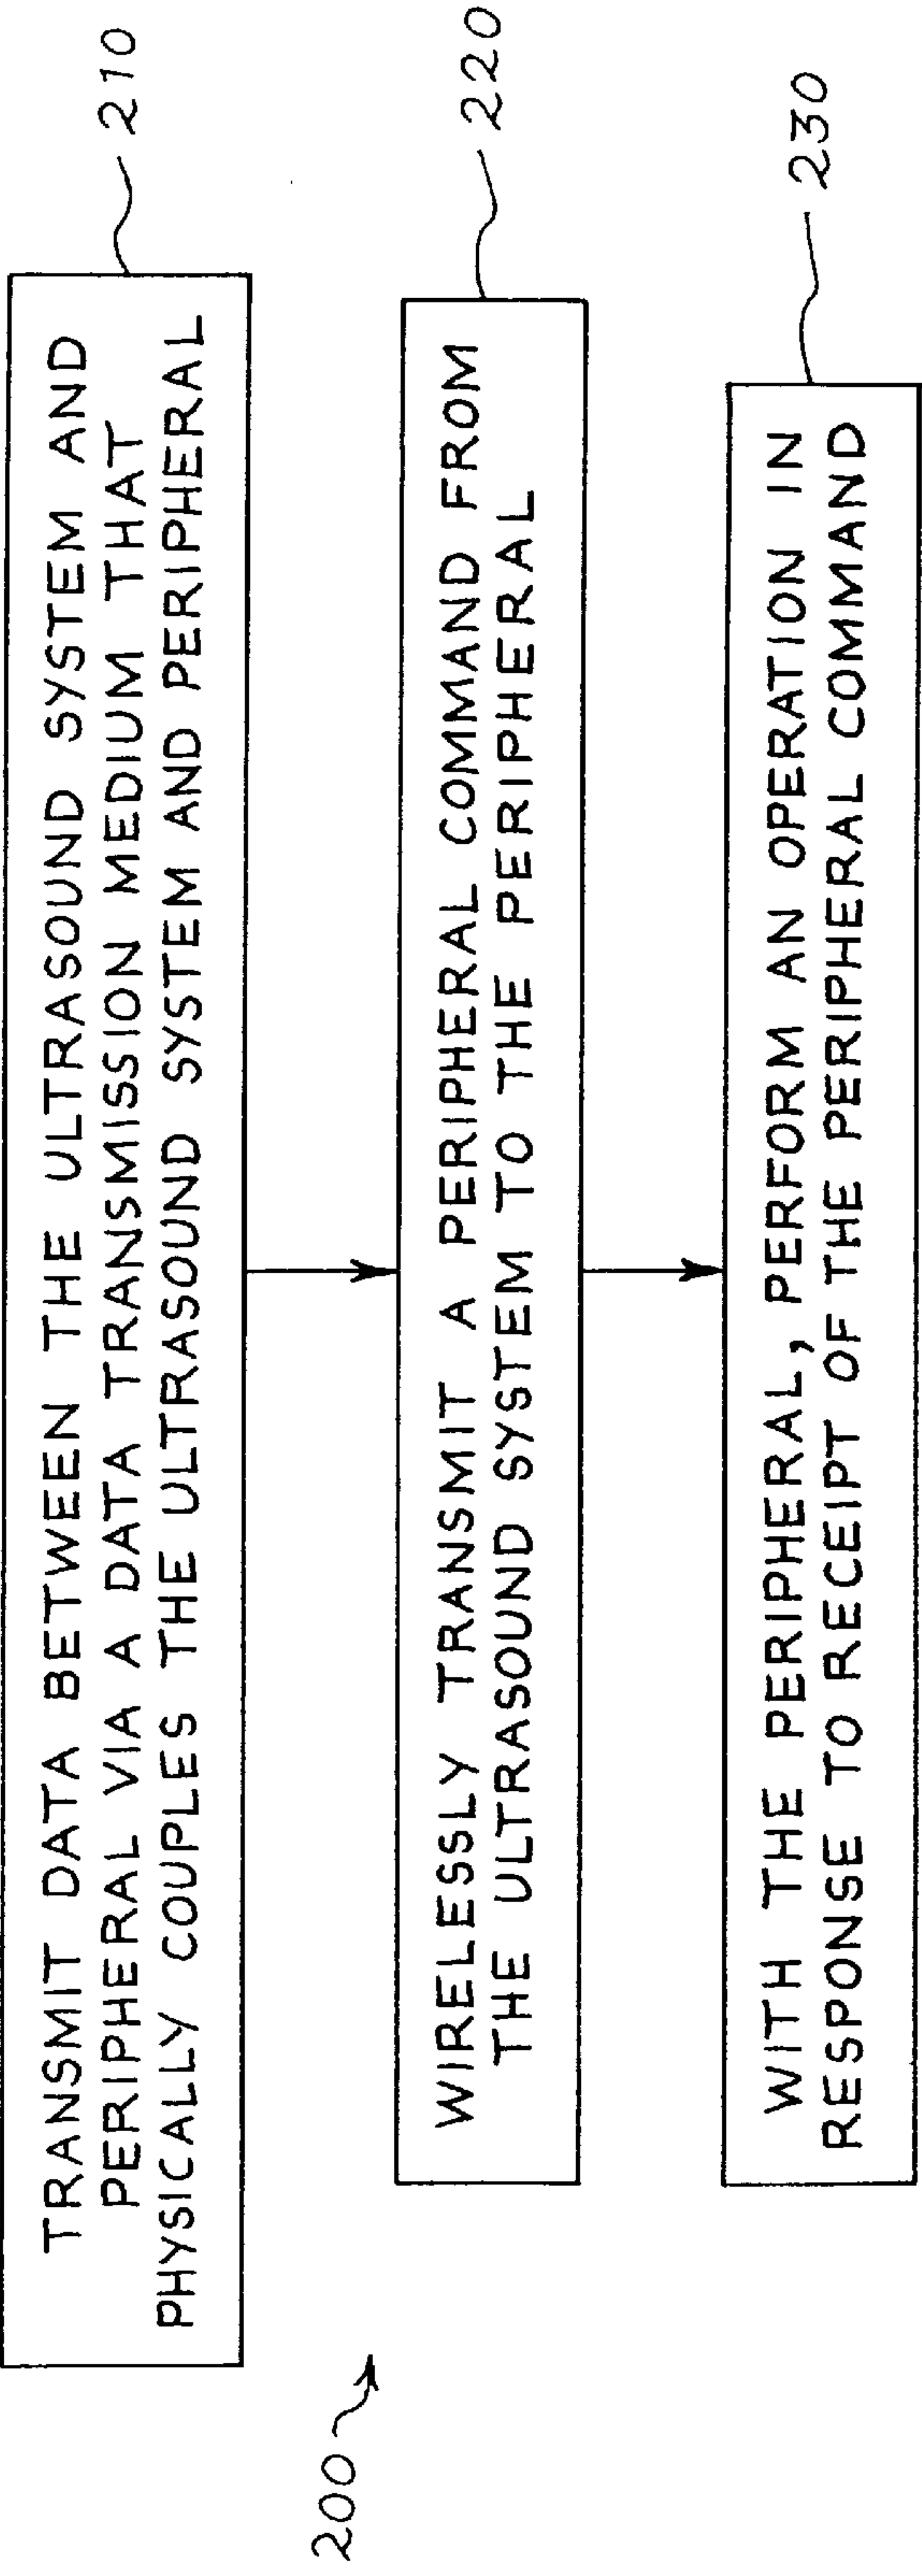 200
TRANSMIT DATA BETWEEN THE ULTRASOUND SYSTEM AND
PERIPHERAL VIA A DATA TRANSMISSION MEDIUM THAT
PHYSICALLY COUPLES THE ULTRASOUND SYSTEM AND PERIPHERAL
210
WIRELESSLY TRANSMIT A PERIPHERAL COMMAND FROM
THE ULTRASOUND SYSTEM TO THE PERIPHERAL
220
WITH THE PERIPHERAL, PERFORM AN OPERATION IN
RESPONSE TO RECEIPT OF THE PERIPHERAL COMMAND
230